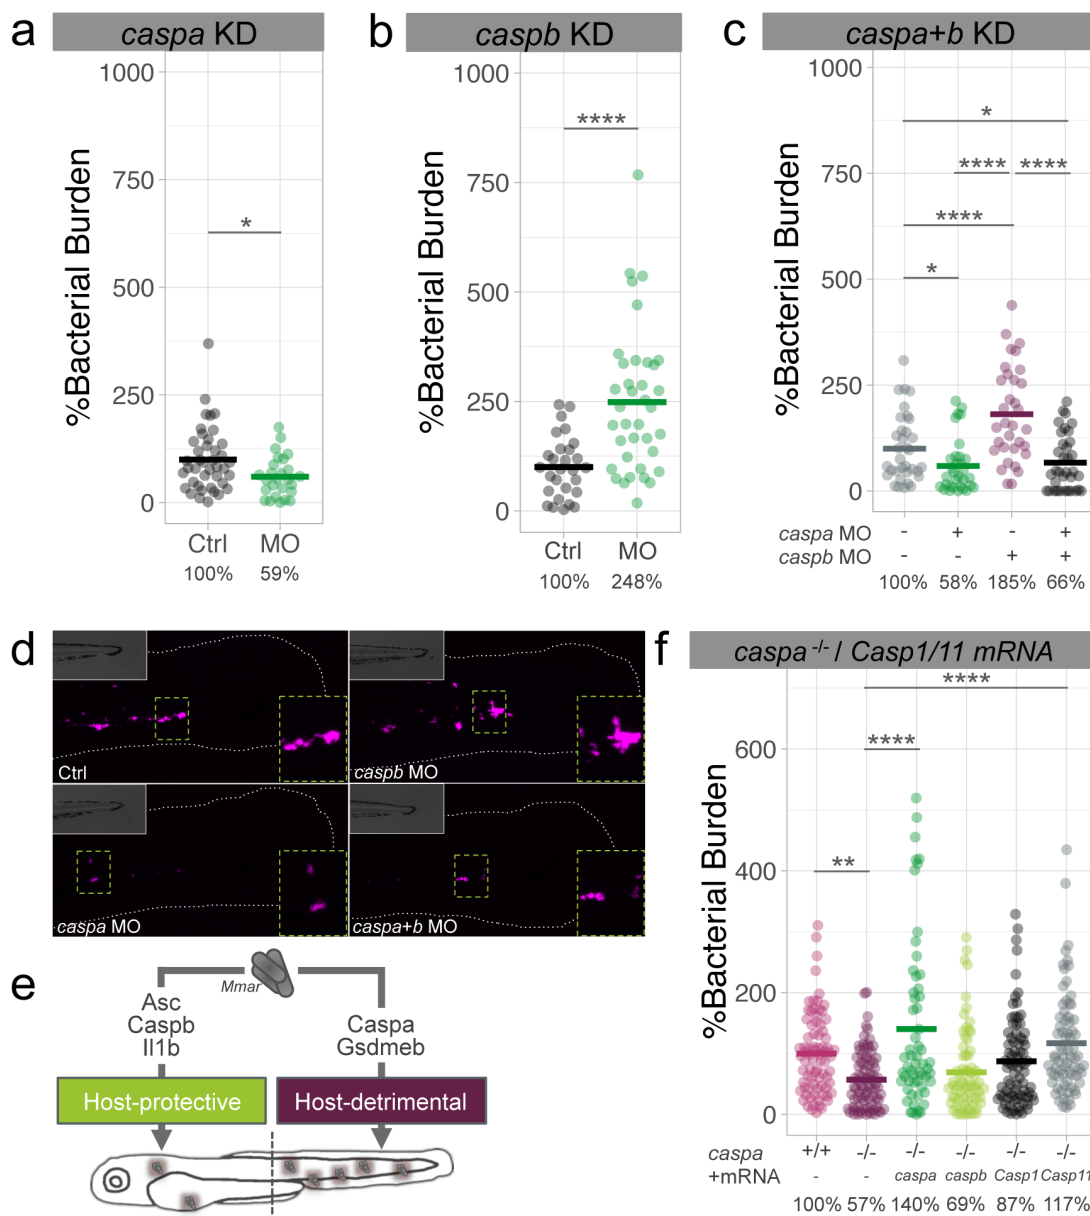 a
caspa KD
%Bacterial Burden
1000
750
500
250
0
*
Ctrl MO
100% 59%
b
caspb KD
%Bacterial Burden
1000
750
500
250
0
****
Ctrl MO
100% 248%
c
caspa+b KD
%Bacterial Burden
1000
750
500
250
0
*
**** ****
****
*
caspa MO - + - +
caspb MO - - + +
100% 58% 185% 66%
d
Ctrl
caspb MO
caspa MO
caspa+b MO
e
Mmar
Asc
Caspb
Il1b
Caspa
Gsdmeb
Host-protective
Host-detrimental
f
caspa -/- / Casp1/11 mRNA
%Bacterial Burden
600
400
200
0
****
****
**
caspa +/+ -/- -/- -/- -/- -/-
+mRNA - - caspa caspb Casp1 Casp11
100% 57% 140% 69% 87% 117%